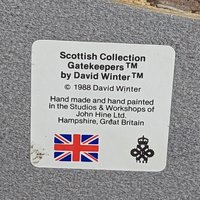 Scottish Collection
Gatekeepers™
by David Winter™
© 1988 David Winter
Hand made and hand painted
In the Studios & Workshops of
John Hine Ltd.
Hampshire, Great Britain